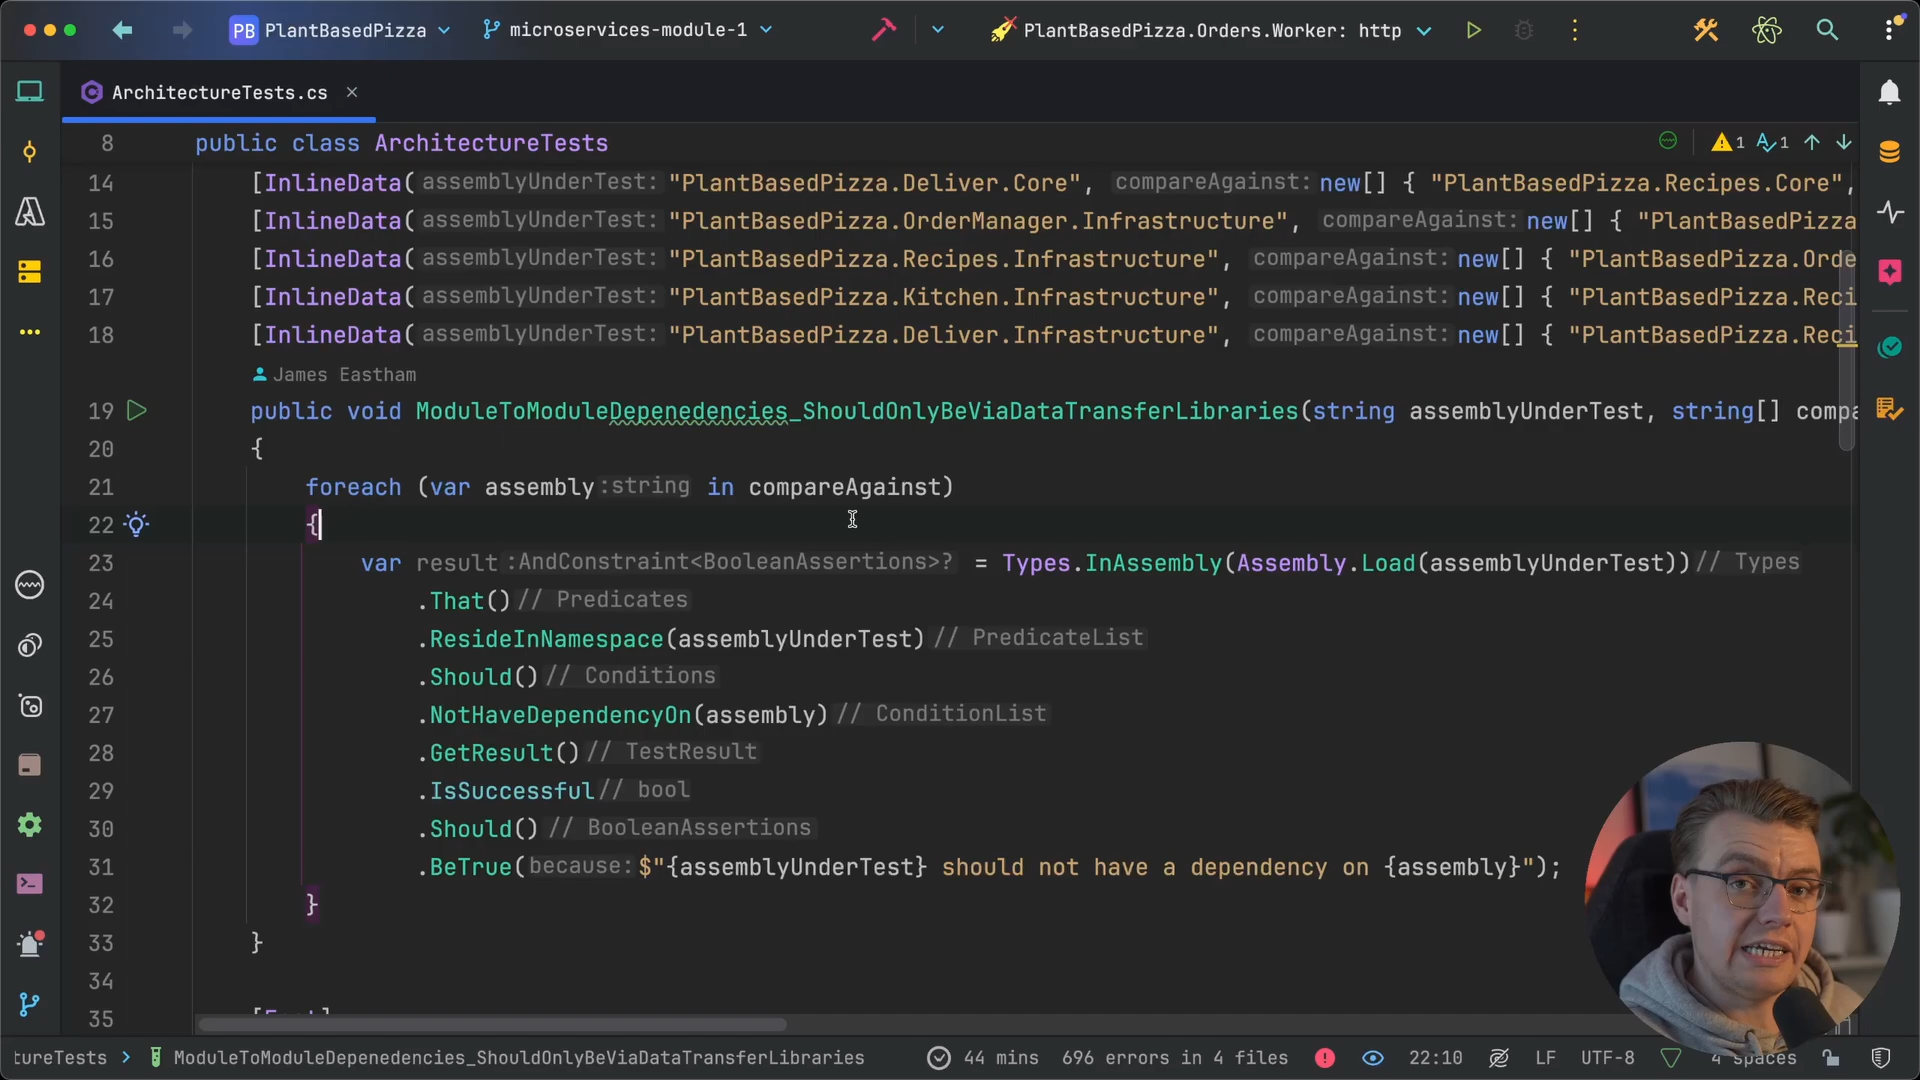 PB PlantBasedPizza microservices-module-1 PlantBasedPizza.Orders.Worker: http
ArchitectureTests.cs
8 public class ArchitectureTests 1 1
14 [InlineData( assemblyUnderTest: "PlantBasedPizza.Deliver.Core", compareAgainst: new[] { "PlantBasedPizza.Recipes.Core",
15 [InlineData( assemblyUnderTest: "PlantBasedPizza.OrderManager.Infrastructure", compareAgainst: new[] { "PlantBasedPizza
16 [InlineData( assemblyUnderTest: "PlantBasedPizza.Recipes.Infrastructure", compareAgainst: new[] { "PlantBasedPizza.Orde
17 [InlineData( assemblyUnderTest: "PlantBasedPizza.Kitchen.Infrastructure", compareAgainst: new[] { "PlantBasedPizza.Reci
18 [InlineData( assemblyUnderTest: "PlantBasedPizza.Deliver.Infrastructure", compareAgainst: new[] { "PlantBasedPizza.Reci
James Eastham
19 public void ModuleToModuleDepenedencies_ShouldOnlyBeViaDataTransferLibraries(string assemblyUnderTest, string[] compa
20 {
21 foreach (var assembly :string in compareAgainst)
22 {
23 var result :AndConstraint<BooleanAssertions>? = Types.InAssembly(Assembly.Load(assemblyUnderTest)) // Types
24 .That() // Predicates
25 .ResideInNamespace(assemblyUnderTest) // PredicateList
26 .Should() // Conditions
27 .NotHaveDependencyOn(assembly) // ConditionList
28 .GetResult() // TestResult
29 .IsSuccessful // bool
30 .Should() // BooleanAssertions
31 .BeTrue( because: $"{assemblyUnderTest} should not have a dependency on {assembly}");
32 }
33 }
34
35
tureTests ModuleToModuleDepenedencies_ShouldOnlyBeViaDataTransferLibraries 44 mins 696 errors in 4 files 22:10 LF UTF-8 4 spaces